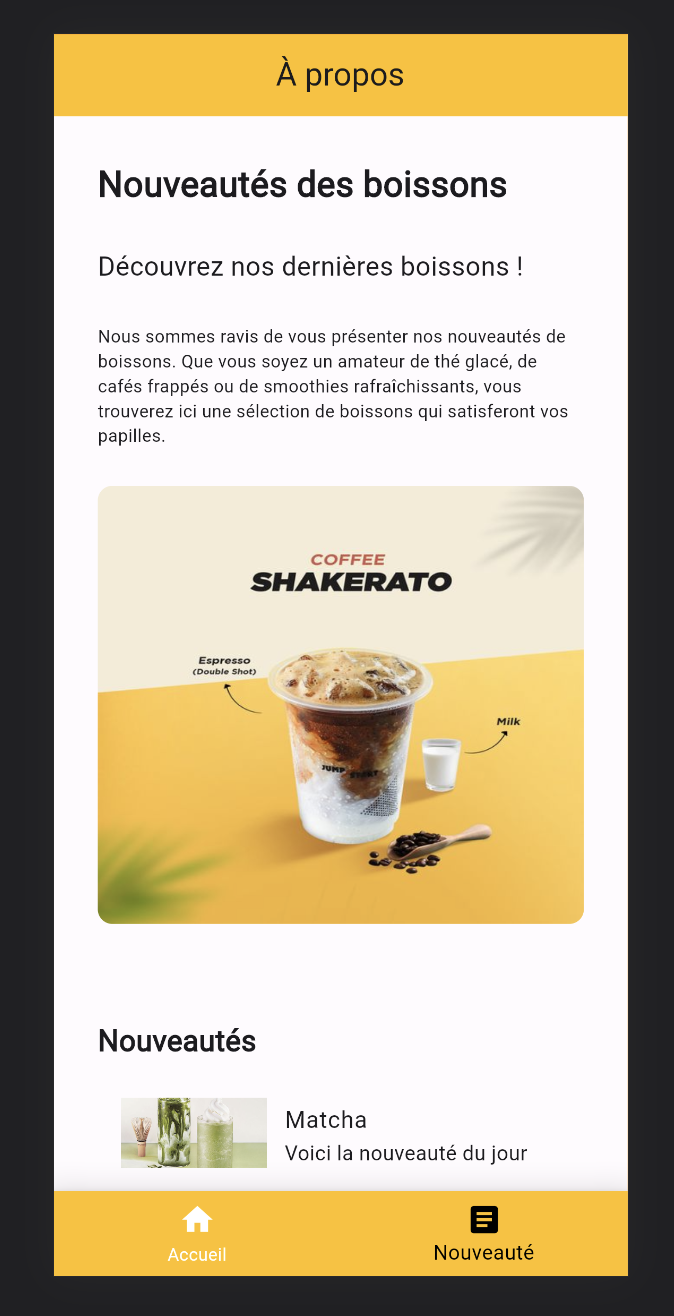 À propos
Nouveautés des boissons
Découvrez nos dernières boissons !
Nous sommes ravis de vous présenter nos nouveautés de
boissons. Que vous soyez un amateur de thé glacé, de
cafés frappés ou de smoothies rafraîchissants, vous
trouverez ici une sélection de boissons qui satisferont vos
papilles.
COFFEE
SHAKERATO
Espresso
(Double Shot)
Milk
JUMP START
Nouveautés
Matcha
Voici la nouveauté du jour
Accueil
Nouveauté